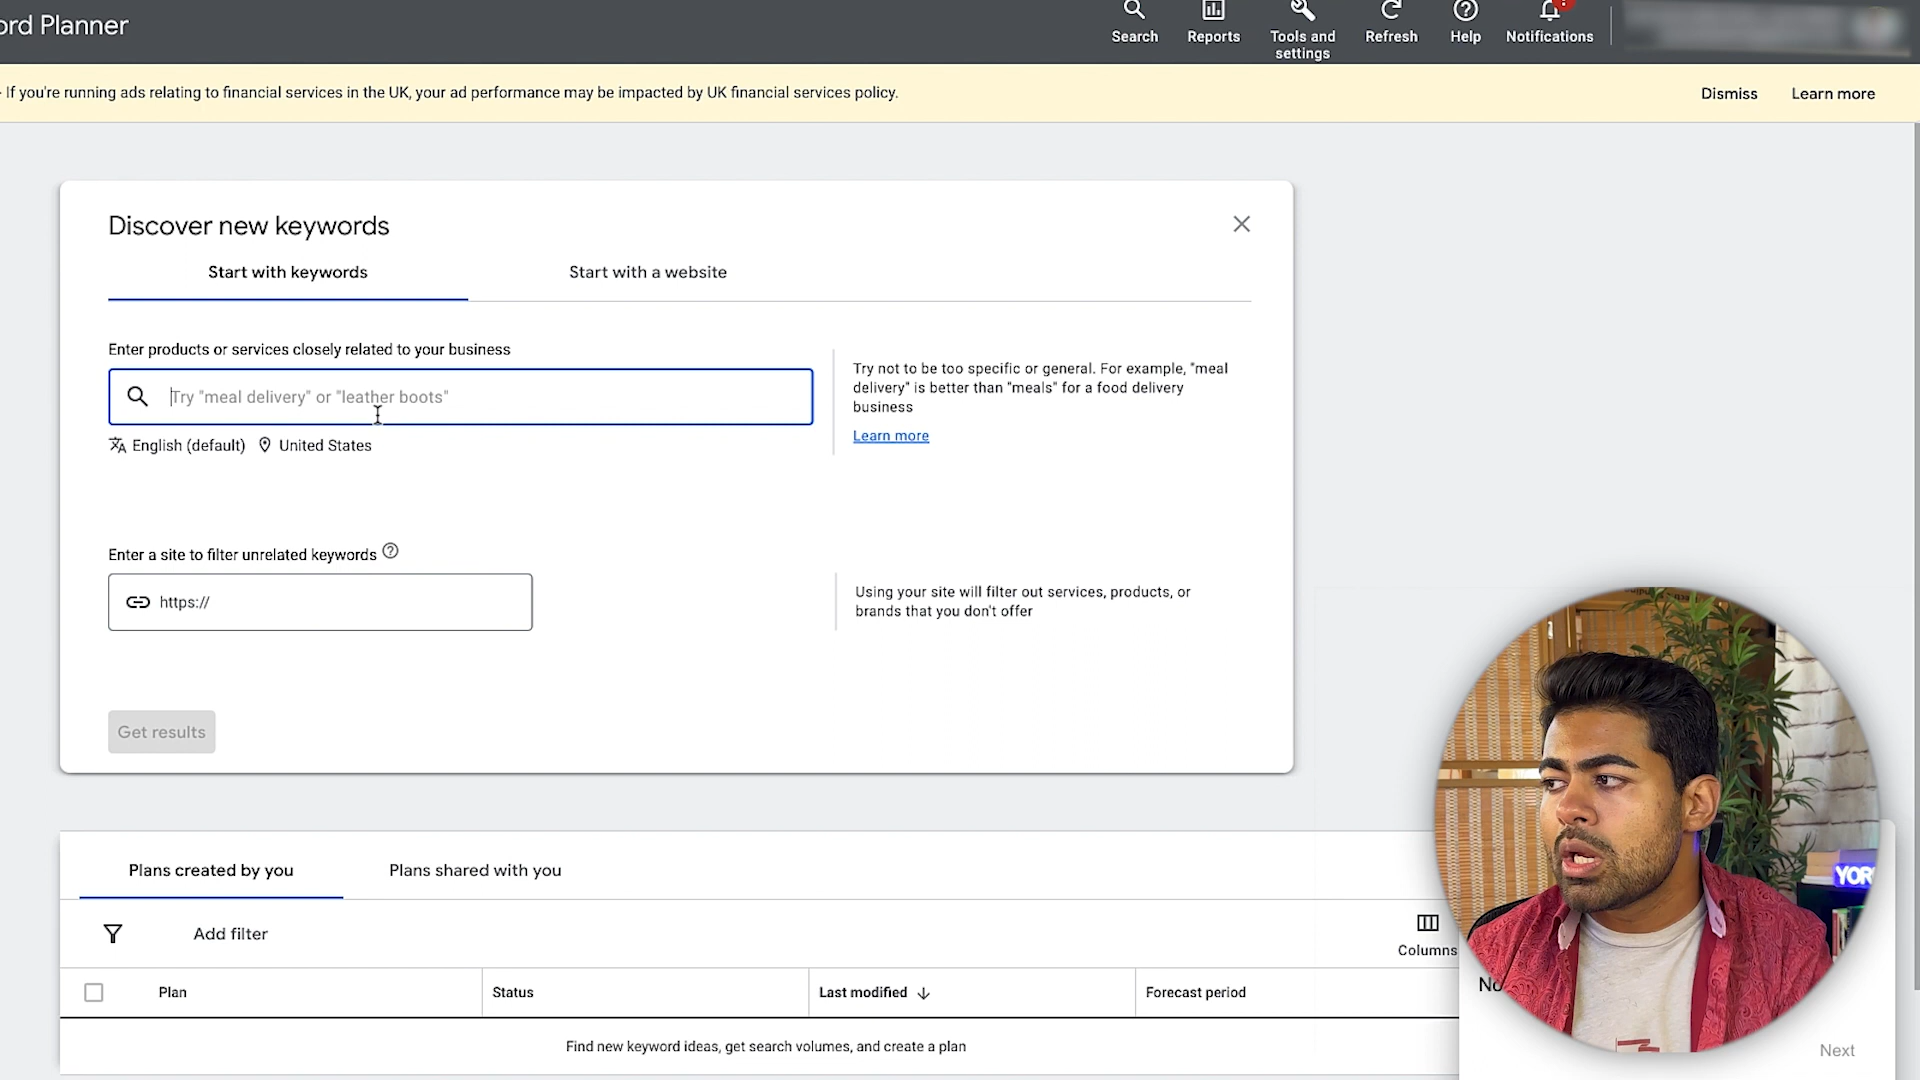 ord Planner
Search
Reports
Tools and
settings
Refresh
Help
Notifications
If you're running ads relating to financial services in the UK, your ad performance may be impacted by UK financial services policy.
Dismiss
Learn more
Discover new keywords
Start with keywords
Start with a website
Enter products or services closely related to your business
Try "meal delivery" or "leather boots"
English (default)
United States
Try not to be too specific or general. For example, "meal
delivery" is better than "meals" for a food delivery
business
Learn more
Enter a site to filter unrelated keywords
https://
Using your site will filter out services, products, or
brands that you don't offer
Get results
Plans created by you
Plans shared with you
Add filter
Columns
Plan
Status
Last modified
Forecast period
Find new keyword ideas, get search volumes, and create a plan
YOR
No
Next